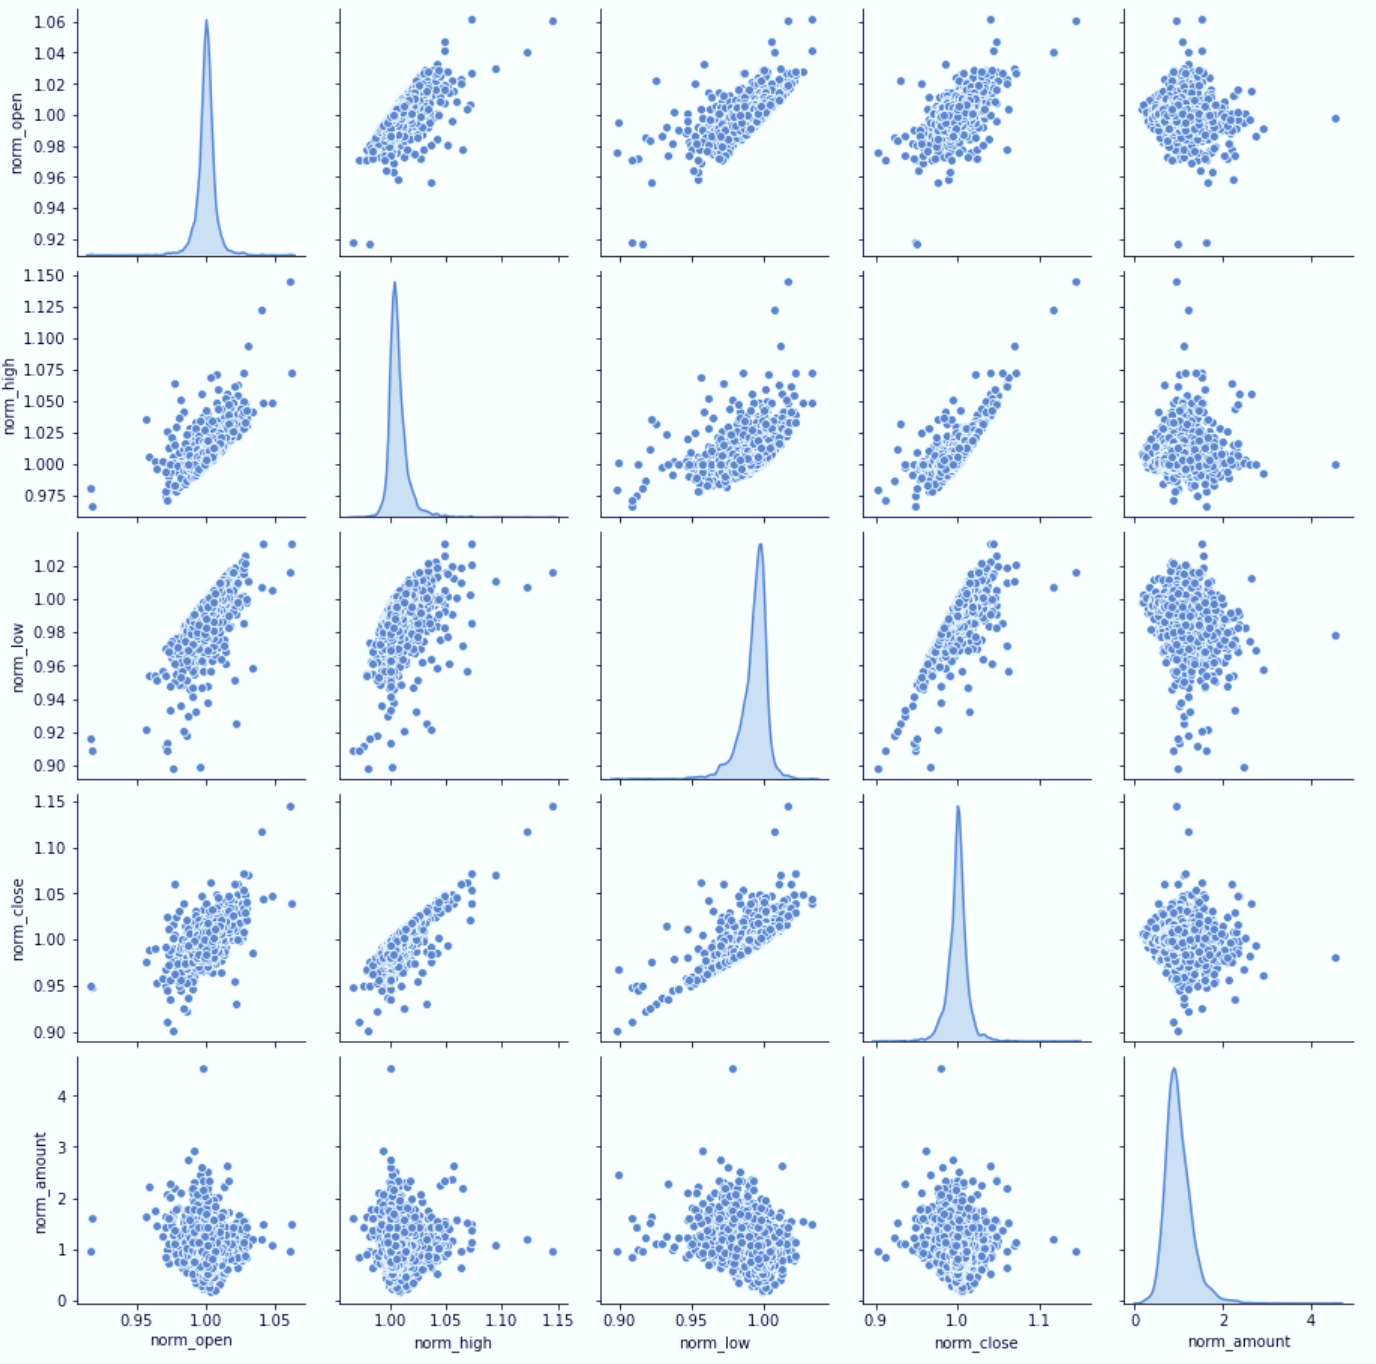 1.06
1.04
1.02
1.00
0.98
0.96
0.94
0.92
norm_open
1.150
1.125
1.100
1.075
1.050
1.025
1.000
0.975
norm_high
1.02
1.00
0.98
0.96
0.94
0.92
0.90
norm_low
1.15
1.10
1.05
1.00
0.95
0.90
norm_close
4
3
2
1
0
norm_amount
0.95 1.00 1.05
norm_open
1.00 1.05 1.10 1.15
norm_high
0.90 0.95 1.00
norm_low
0.9 1.0 1.1
norm_close
0 2 4
norm_amount